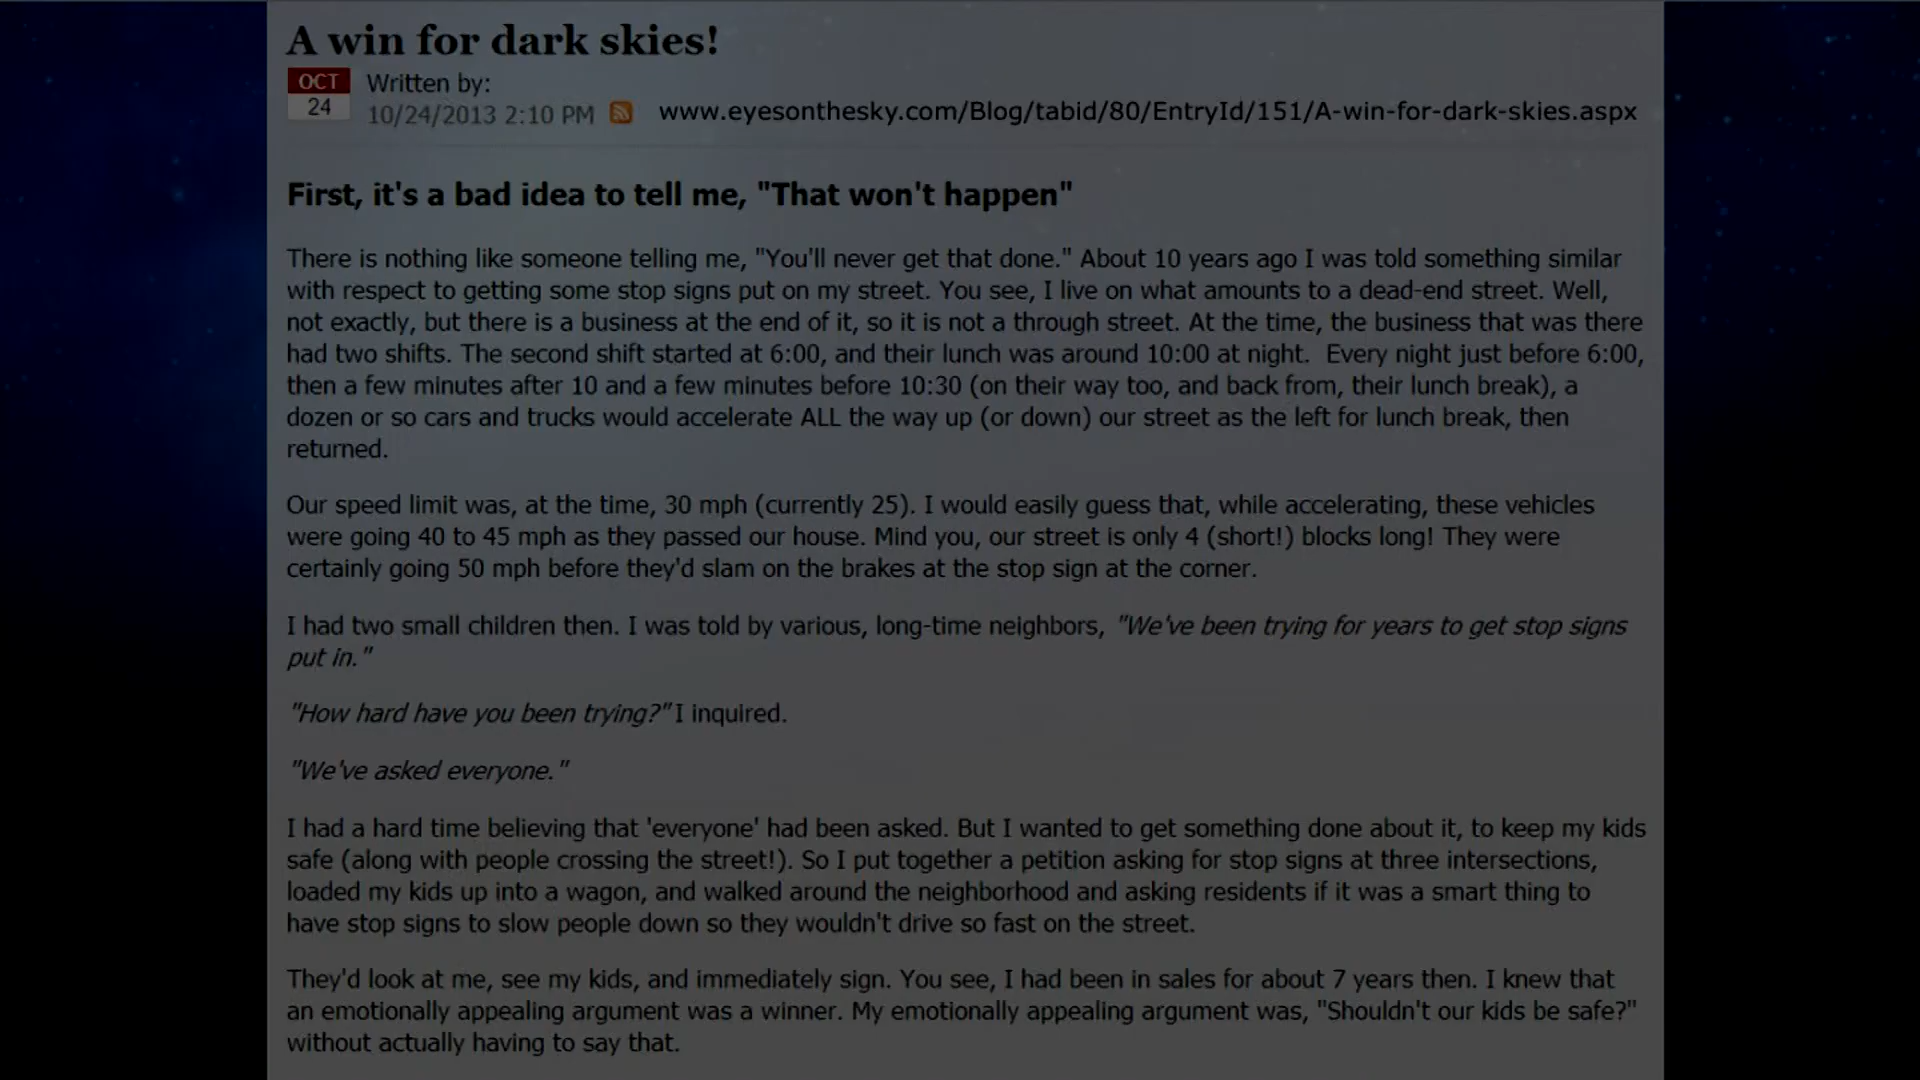 A win for dark skies!
OCT
24
Written by:
10/24/2013 2:10 PM
www.eyesonthesky.com/Blog/tabid/80/EntryId/151/A-win-for-dark-skies.aspx
First, it's a bad idea to tell me, "That won't happen"
There is nothing like someone telling me, "You'll never get that done." About 10 years ago I was told something similar
with respect to getting some stop signs put on my street. You see, I live on what amounts to a dead-end street. Well,
not exactly, but there is a business at the end of it, so it is not a through street. At the time, the business that was there
had two shifts. The second shift started at 6:00, and their lunch was around 10:00 at night. Every night just before 6:00,
then a few minutes after 10 and a few minutes before 10:30 (on their way too, and back from, their lunch break), a
dozen or so cars and trucks would accelerate ALL the way up (or down) our street as the left for lunch break, then
returned.
Our speed limit was, at the time, 30 mph (currently 25). I would easily guess that, while accelerating, these vehicles
were going 40 to 45 mph as they passed our house. Mind you, our street is only 4 (short!) blocks long! They were
certainly going 50 mph before they'd slam on the brakes at the stop sign at the corner.
I had two small children then. I was told by various, long-time neighbors, "We've been trying for years to get stop signs
put in."
"How hard have you been trying?" I inquired.
"We've asked everyone."
I had a hard time believing that 'everyone' had been asked. But I wanted to get something done about it, to keep my kids
safe (along with people crossing the street!). So I put together a petition asking for stop signs at three intersections,
loaded my kids up into a wagon, and walked around the neighborhood and asking residents if it was a smart thing to
have stop signs to slow people down so they wouldn't drive so fast on the street.
They'd look at me, see my kids, and immediately sign. You see, I had been in sales for about 7 years then. I knew that
an emotionally appealing argument was a winner. My emotionally appealing argument was, "Shouldn't our kids be safe?"
without actually having to say that.